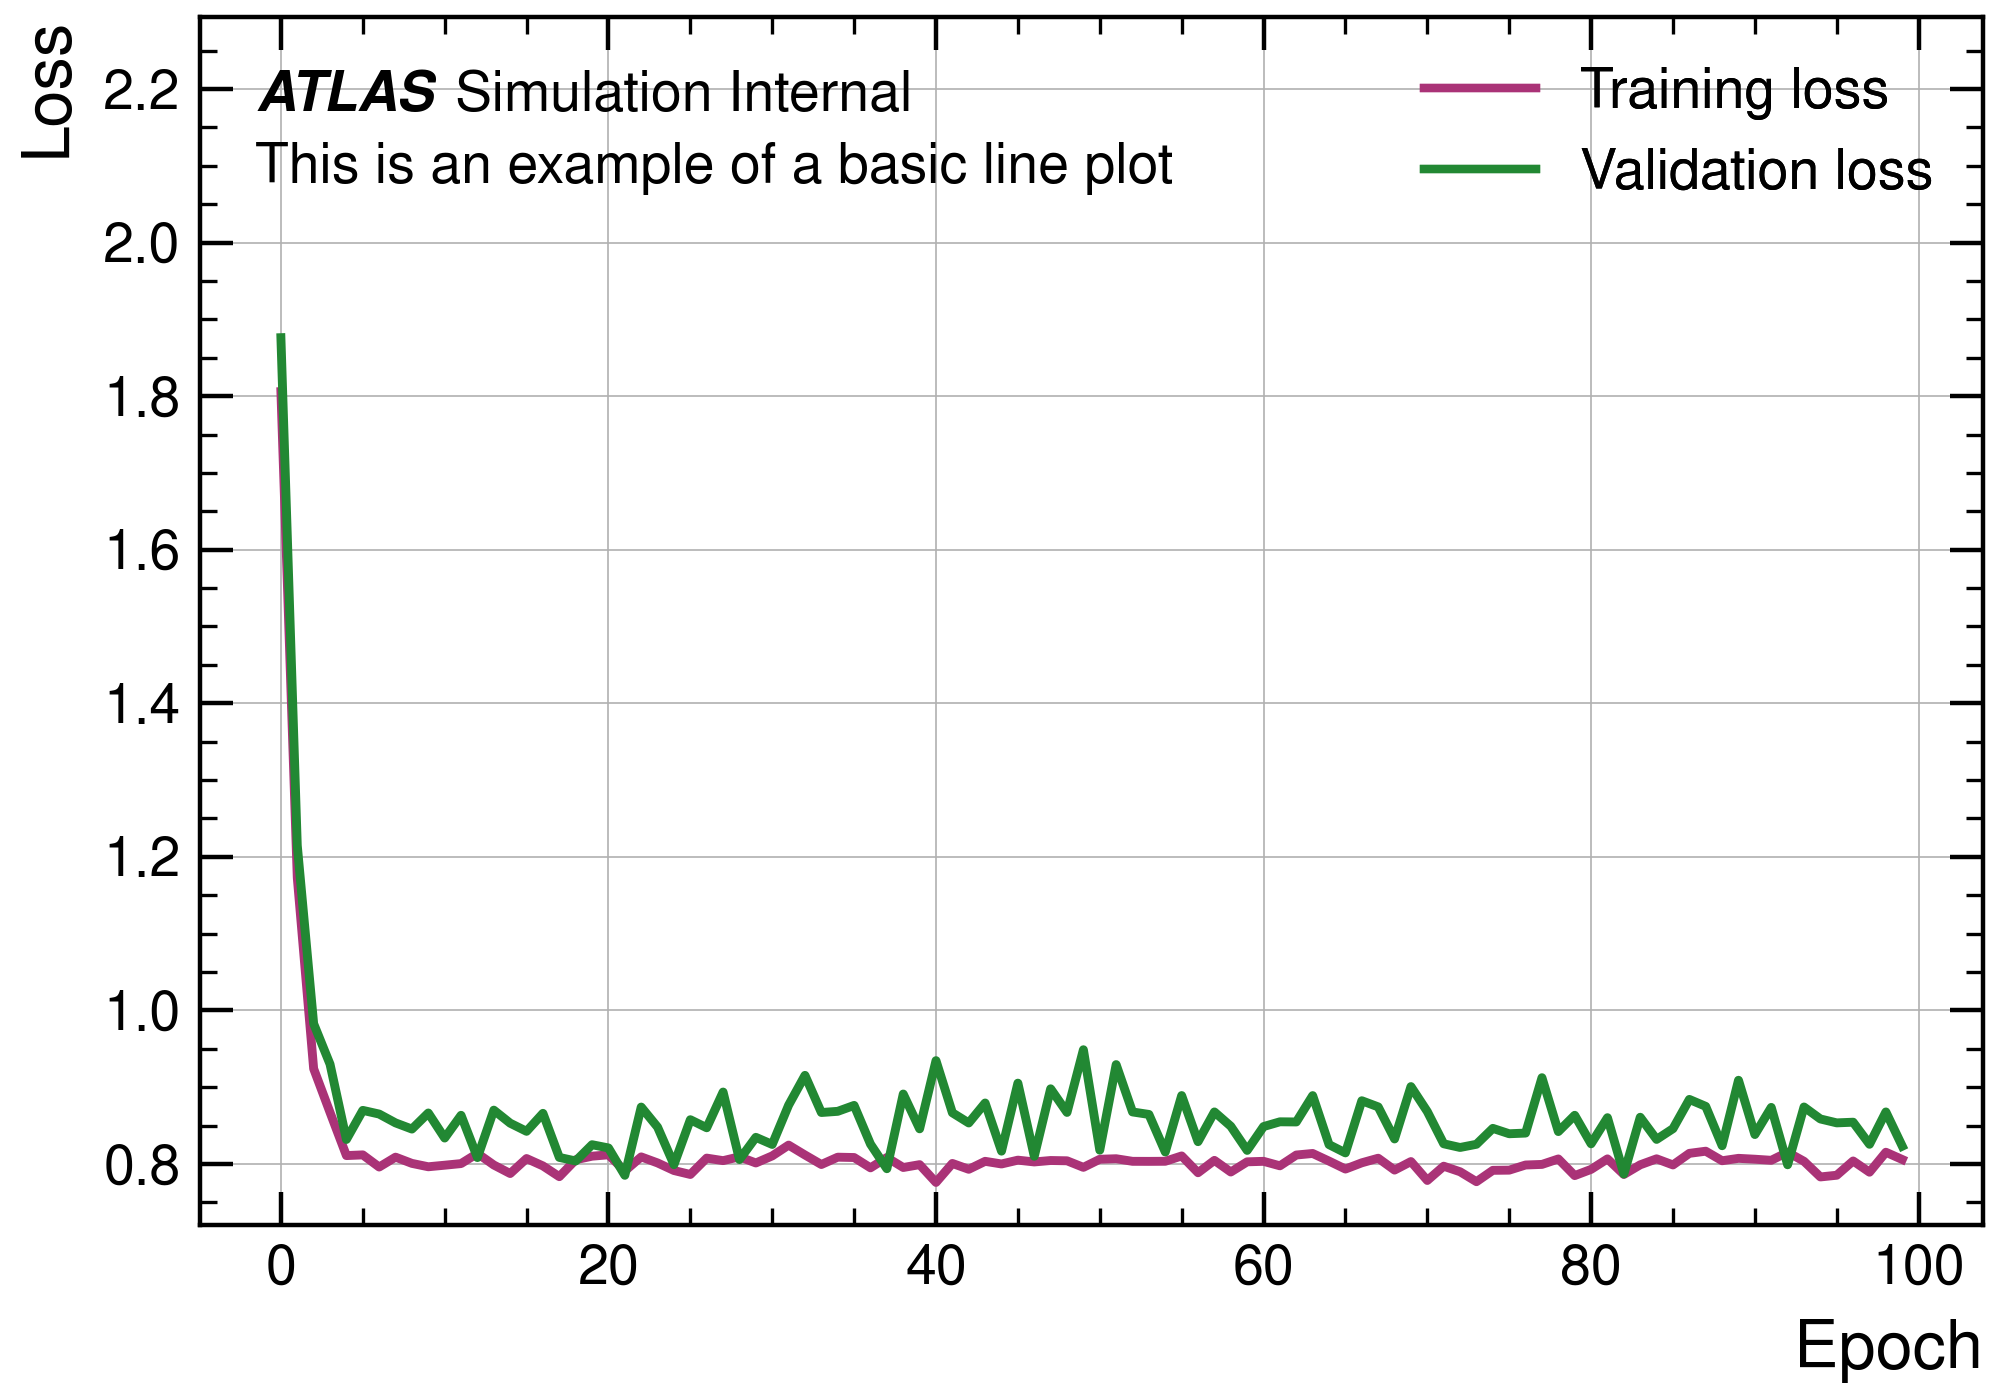 Loss
2.2
2.0
1.8
1.6
1.4
1.2
1.0
0.8
ATLAS Simulation Internal
This is an example of a basic line plot
Training loss
Validation loss
0 20 40 60 80 100
Epoch